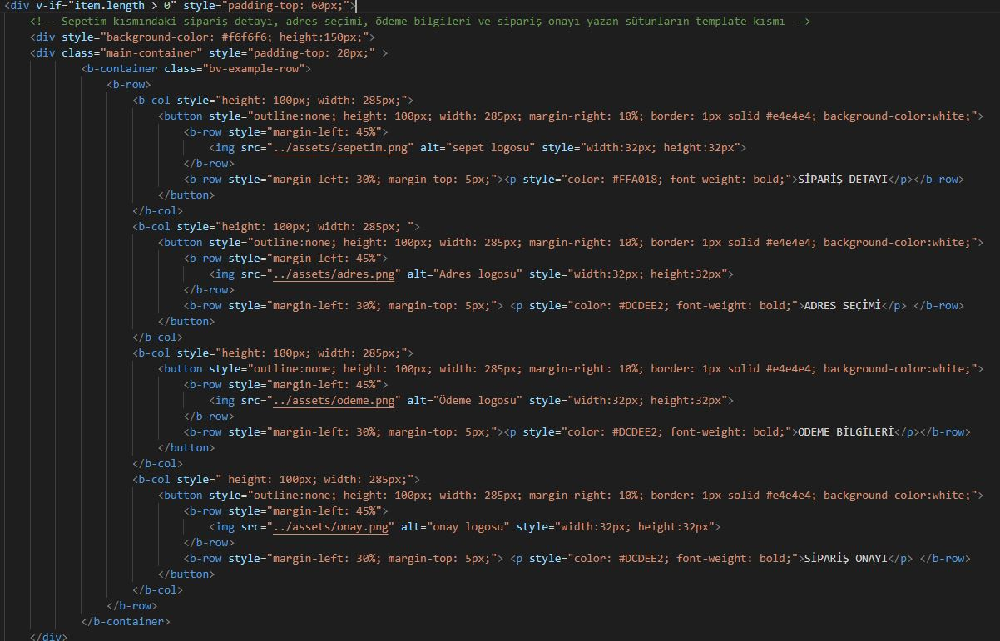 <div v-if="item.length > 0" style="padding-top: 60px;">
<!-- Sepetim kısmındaki sipariş detayı, adres seçimi, ödeme bilgileri ve sipariş onayı yazan sütunların template kısmı -->
<div style="background-color: #f6f6f6; height:150px;">
<div class="main-container" style="padding-top: 20px;" >
<b-container class="bv-example-row">
<b-row>
<b-col style="height: 100px; width: 285px;">
<button style="outline:none; height: 100px; width: 285px; margin-right: 10%; border: 1px solid #e4e4e4; background-color:white;">
<b-row style="margin-left: 45%">
<img src="../assets/sepetim.png" alt="sepet logosu" style="width:32px; height:32px">
</b-row>
<b-row style="margin-left: 30%; margin-top: 5px;"><p style="color: #FFA018; font-weight: bold;">SİPARİŞ DETAYI</p></b-row>
</button>
</b-col>
<b-col style="height: 100px; width: 285px; ">
<button style="outline:none; height: 100px; width: 285px; margin-right: 10%; border: 1px solid #e4e4e4; background-color:white;">
<b-row style="margin-left: 45%">
<img src="../assets/adres.png" alt="Adres logosu" style="width:32px; height:32px">
</b-row>
<b-row style="margin-left: 30%; margin-top: 5px;"> <p style="color: #DCDEE2; font-weight: bold;">ADRES SEÇİMİ</p> </b-row>
</button>
</b-col>
<b-col style="height: 100px; width: 285px;">
<button style="outline:none; height: 100px; width: 285px; margin-right: 10%; border: 1px solid #e4e4e4; background-color:white;">
<b-row style="margin-left: 45%">
<img src="../assets/odeme.png" alt="Ödeme logosu" style="width:32px; height:32px">
</b-row>
<b-row style="margin-left: 30%; margin-top: 5px;"><p style="color: #DCDEE2; font-weight: bold;">ÖDEME BİLGİLERİ</p></b-row>
</button>
</b-col>
<b-col style=" height: 100px; width: 285px;">
<button style="outline:none; height: 100px; width: 285px; margin-right: 10%; border: 1px solid #e4e4e4; background-color:white;">
<b-row style="margin-left: 45%">
<img src="../assets/onay.png" alt="onay logosu" style="width:32px; height:32px">
</b-row>
<b-row style="margin-left: 30%; margin-top: 5px;"> <p style="color: #DCDEE2; font-weight: bold;">SİPARİŞ ONAYI</p> </b-row>
</button>
</b-col>
</b-row>
</b-container>
</div>